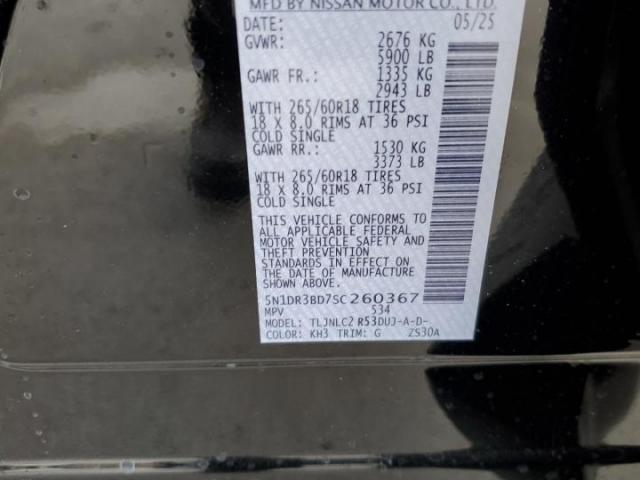 MFD BY NISSAN MOTOR CO., LTD.
DATE: 05/25
GVWR: 2676 KG
5900 LB
GAWR FR.: 1335 KG
2943 LB
WITH 265/60R18 TIRES
18 X 8.0 RIMS AT 36 PSI
COLD SINGLE
GAWR RR.: 1530 KG
3373 LB
WITH 265/60R18 TIRES
18 X 8.0 RIMS AT 36 PSI
COLD SINGLE
THIS VEHICLE CONFORMS TO
ALL APPLICABLE FEDERAL
MOTOR VEHICLE SAFETY AND
THEFT PREVENTION
STANDARDS IN EFFECT ON
THE DATE OF MANUFACTURE
SHOWN ABOVE.
5N1DR3BD7SC260367
MPV 534
MODEL: TLJNLC2 R53DUJ-A-D-
COLOR: KH3 TRIM: G ZS30A